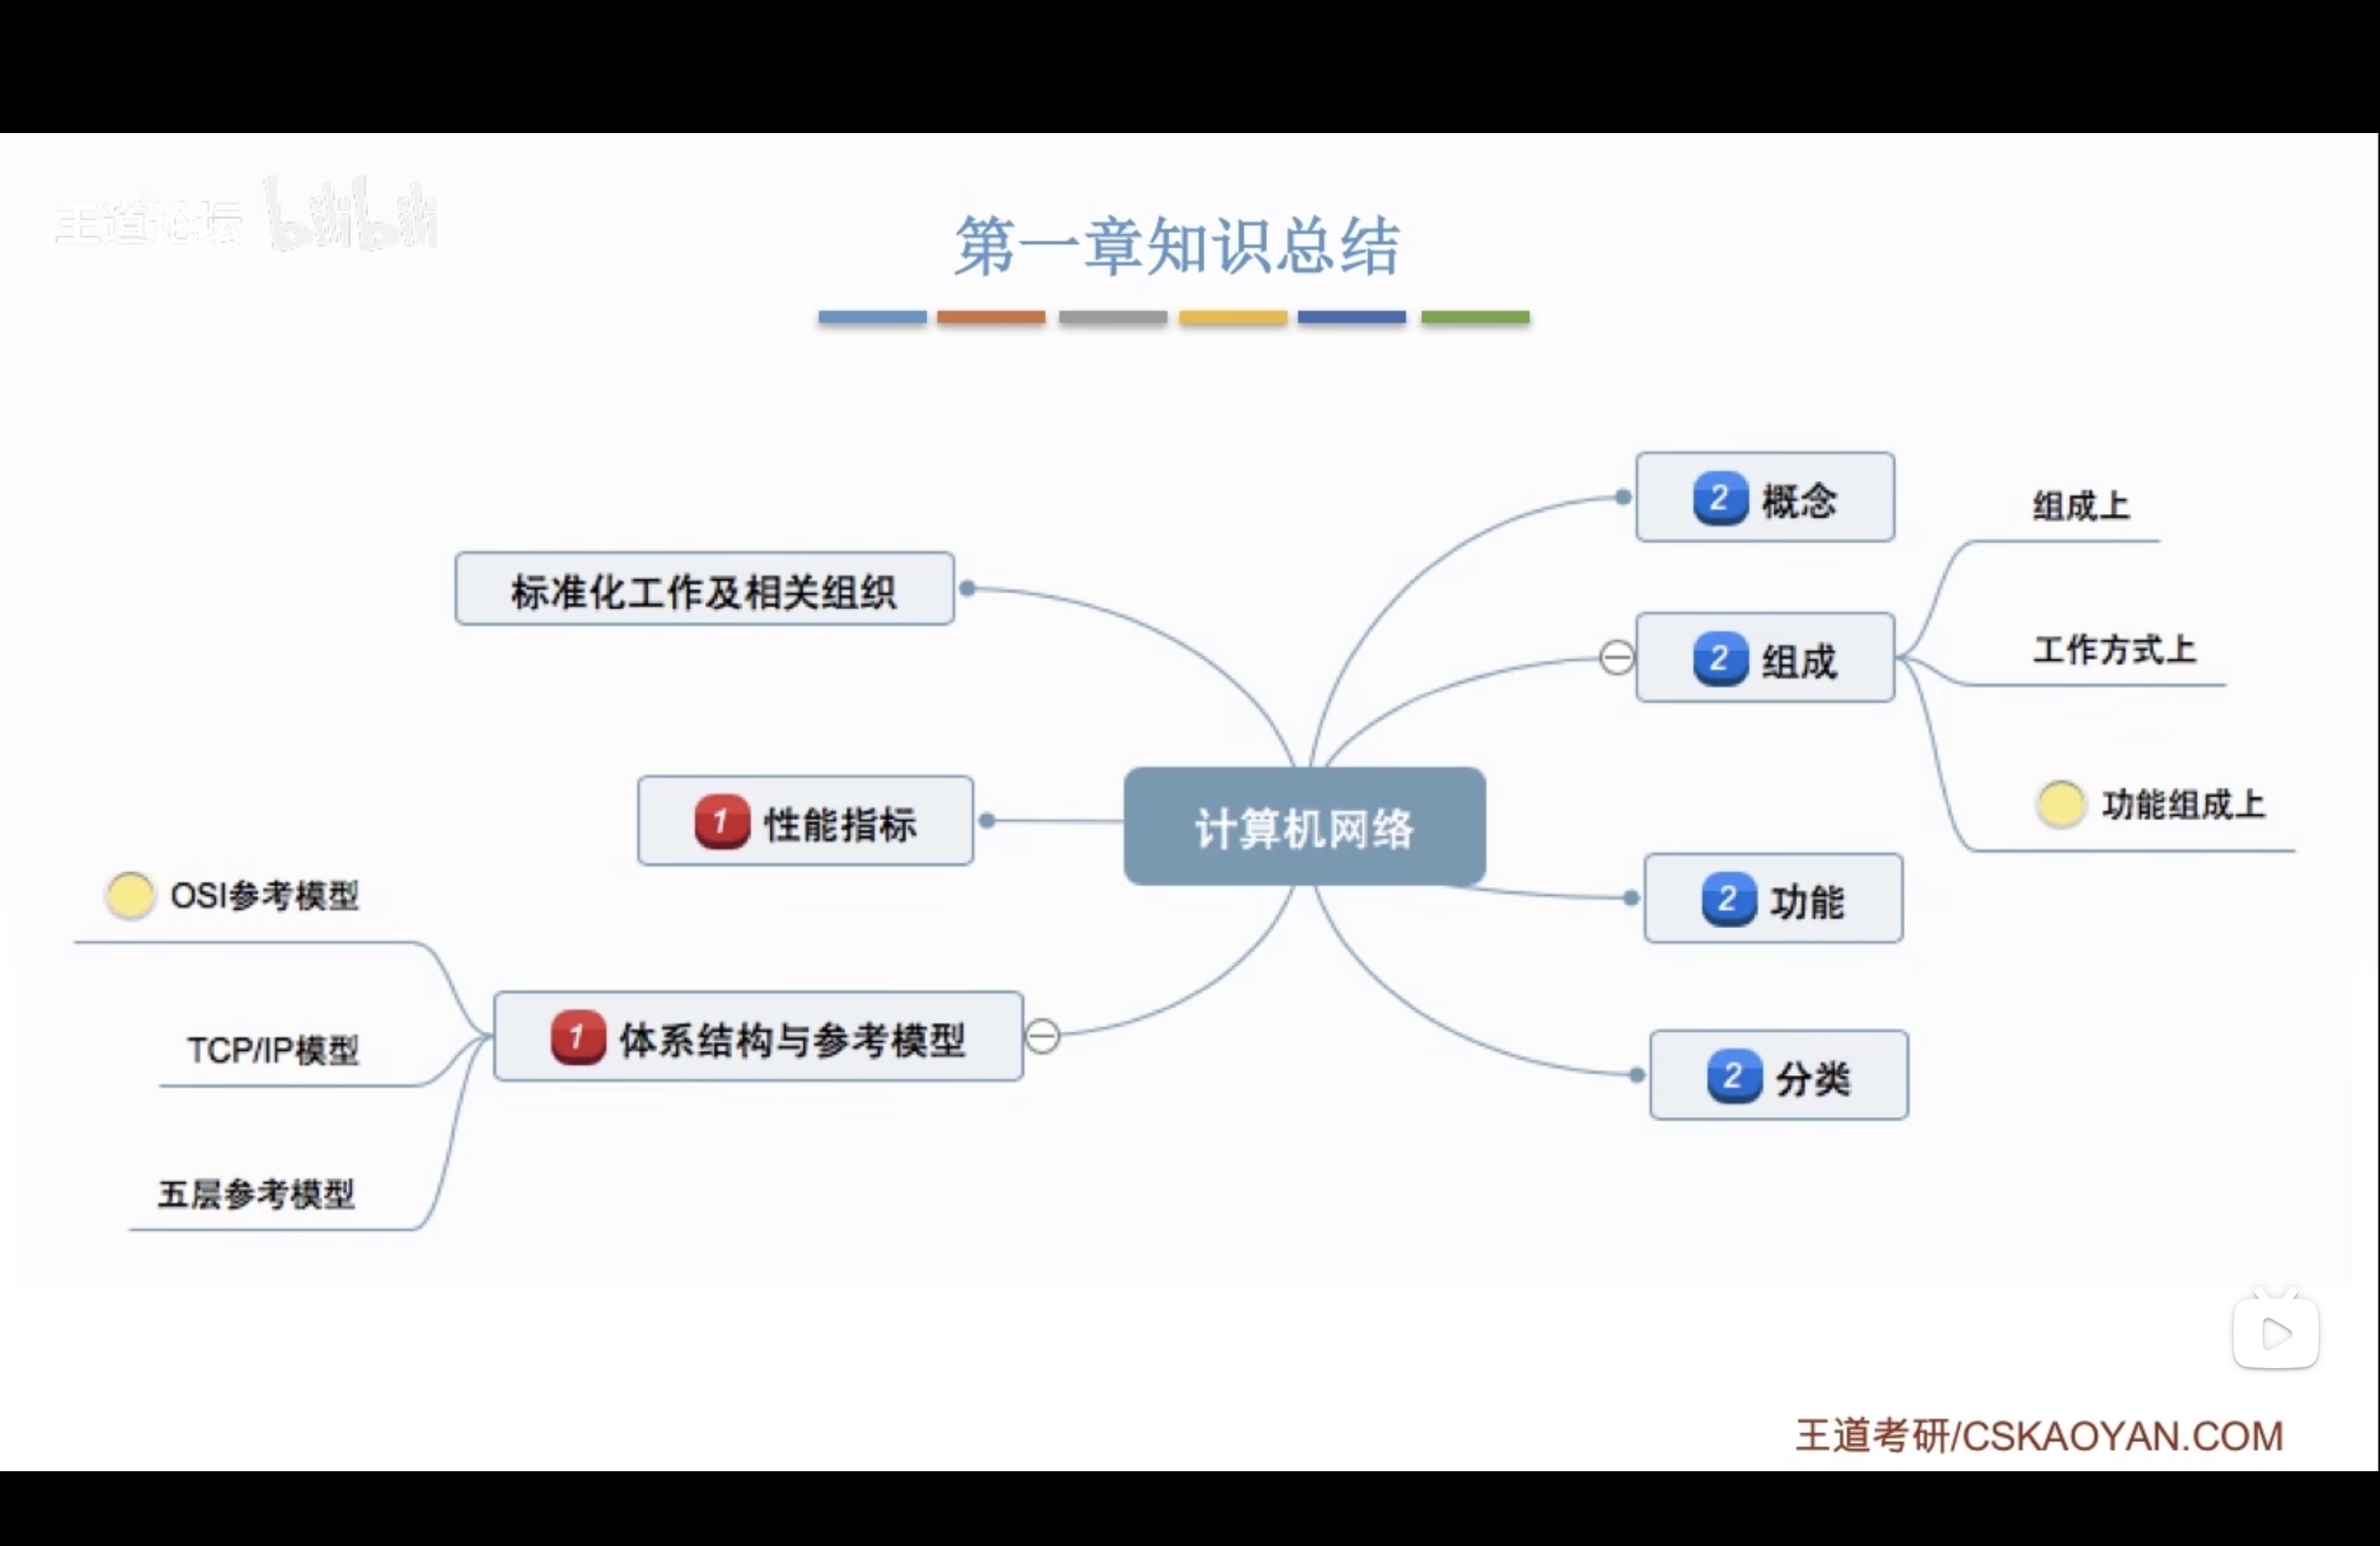 王道论坛 bilibili
第一章知识总结
2 概念
组成上
标准化工作及相关组织
2 组成
工作方式上
功能组成上
1 性能指标
计算机网络
2 功能
OSI参考模型
1 体系结构与参考模型
TCP/IP模型
2 分类
五层参考模型
王道考研/CSKAOYAN.COM